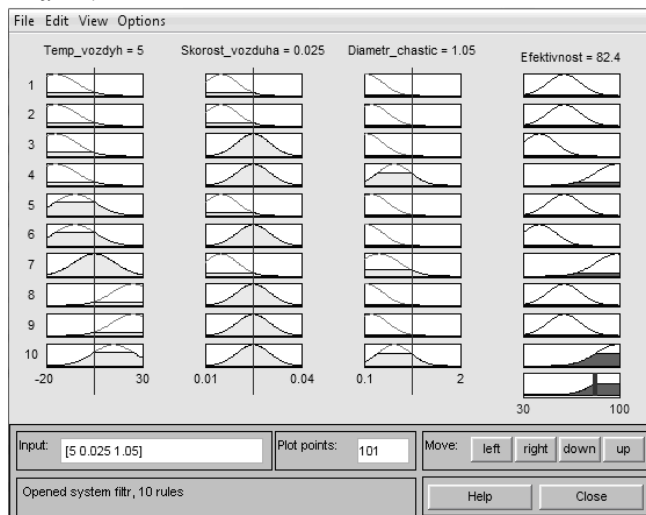 File Edit View Options
Temp_vozdyh = 5 Skorost_vozduha = 0.025 Diametr_chastic = 1.05 Efektivnost = 82.4
1
2
3
4
5
6
7
8
9
10
-20 30 0.01 0.04 0.1 2
30 100
Input: [5 0.025 1.05] Plot points: 101 Move: left right down up
Opened system filtr, 10 rules Help Close